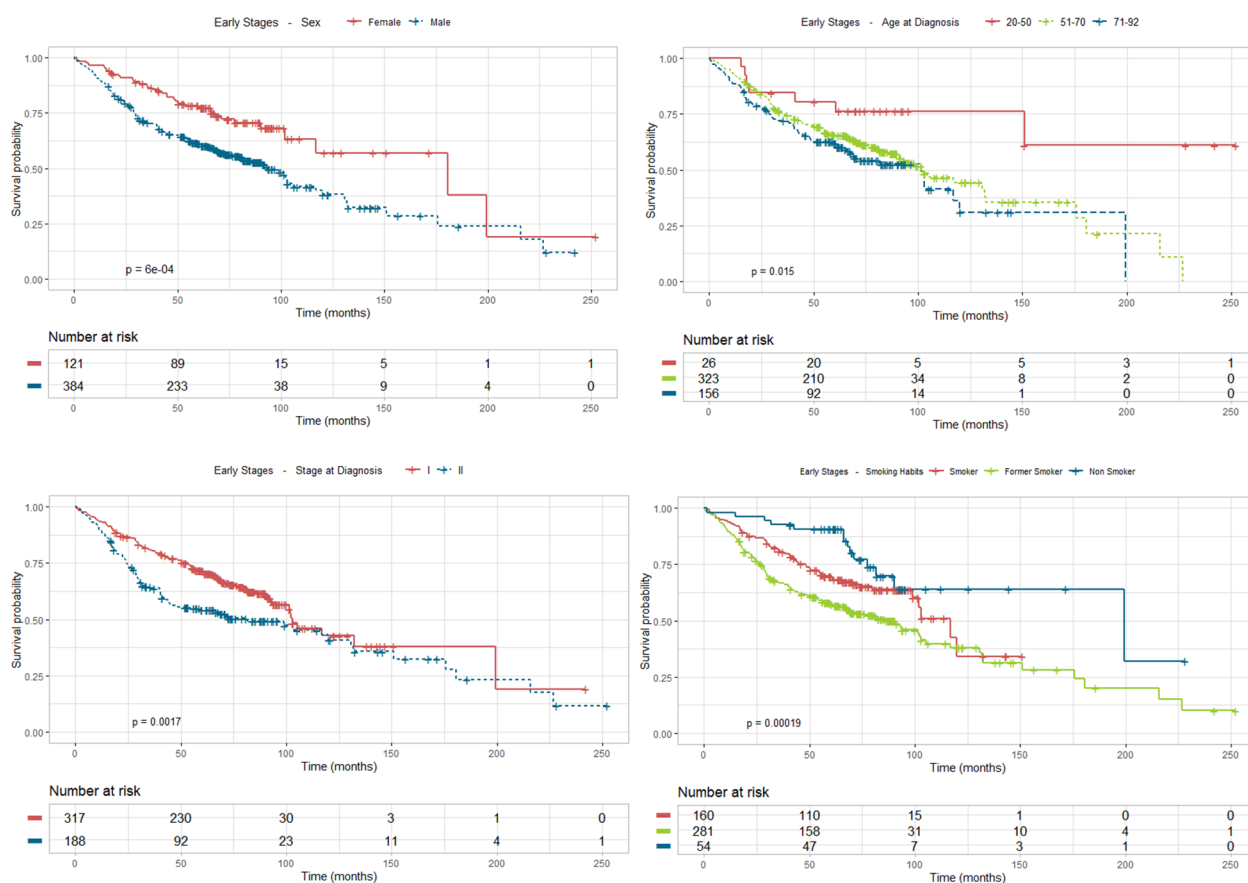 Early Stages - Sex Female Male
Survival probability
1.00
0.75
0.50
0.25
0.00
p = 6e-04
0 50 100 150 200 250
Time (months)
Number at risk
121 89 15 5 1 1
384 233 38 9 4 0
0 50 100 150 200 250
Time (months)
Early Stages - Age at Diagnosis 20-50 51-70 71-92
Survival probability
1.00
0.75
0.50
0.25
0.00
p = 0.015
0 50 100 150 200 250
Time (months)
Number at risk
26 20 5 5 3 1
323 210 34 8 2 0
156 92 14 1 0 0
0 50 100 150 200 250
Time (months)
Early Stages - Stage at Diagnosis I II
Survival probability
1.00
0.75
0.50
0.25
0.00
p = 0.0017
0 50 100 150 200 250
Time (months)
Number at risk
317 230 30 3 1 0
188 92 23 11 4 1
0 50 100 150 200 250
Time (months)
Early Stages - Smoking Habits Smoker Former Smoker Non Smoker
Survival probability
1.00
0.75
0.50
0.25
0.00
p = 0.00019
0 50 100 150 200 250
Time (months)
Number at risk
160 110 15 1 0 0
281 158 31 10 4 1
54 47 7 3 1 0
0 50 100 150 200 250
Time (months)